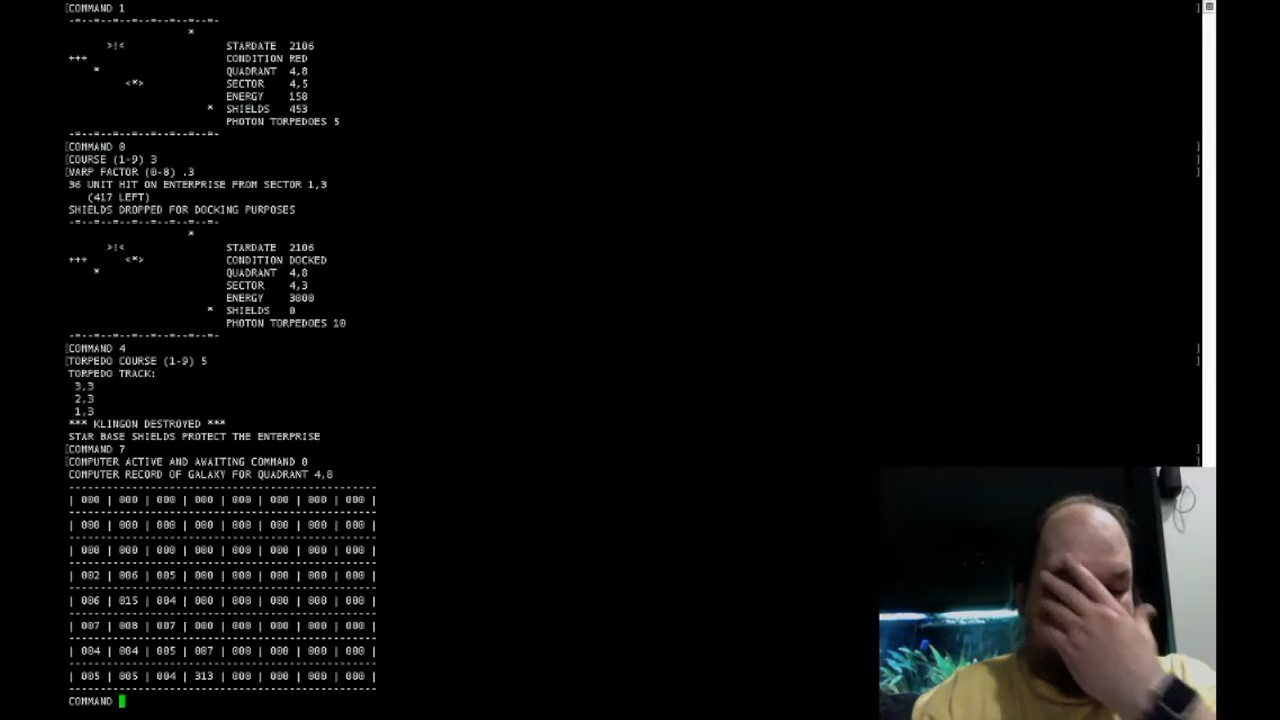 [COMMAND 1 ]
-=--=--=--=--=--=--=--=-
*
>!< STARDATE 2106
+++ CONDITION RED
* QUADRANT 4,8
<*> SECTOR 4,5
ENERGY 158
* SHIELDS 453
PHOTON TORPEDOES 5
-=--=--=--=--=--=--=--=-
[COMMAND 0 ]
[COURSE (1-9) 3 ]
[WARP FACTOR (0-8) .3 ]
36 UNIT HIT ON ENTERPRISE FROM SECTOR 1,3
(417 LEFT)
SHIELDS DROPPED FOR DOCKING PURPOSES
-=--=--=--=--=--=--=--=-
*
>!< STARDATE 2106
+++ <*> CONDITION DOCKED
* QUADRANT 4,8
SECTOR 4,3
ENERGY 3000
* SHIELDS 0
PHOTON TORPEDOES 10
-=--=--=--=--=--=--=--=-
[COMMAND 4 ]
[TORPEDO COURSE (1-9) 5 ]
TORPEDO TRACK:
3,3
2,3
1,3
*** KLINGON DESTROYED ***
STAR BASE SHIELDS PROTECT THE ENTERPRISE
[COMMAND 7 ]
[COMPUTER ACTIVE AND AWAITING COMMAND 0 ]
COMPUTER RECORD OF GALAXY FOR QUADRANT 4,8
-------------------------------------------------
| 000 | 000 | 000 | 000 | 000 | 000 | 000 | 000 |
-------------------------------------------------
| 000 | 000 | 000 | 000 | 000 | 000 | 000 | 000 |
-------------------------------------------------
| 000 | 000 | 000 | 000 | 000 | 000 | 000 | 000 |
-------------------------------------------------
| 002 | 006 | 005 | 000 | 000 | 000 | 000 | 000 |
-------------------------------------------------
| 006 | 015 | 004 | 000 | 000 | 000 | 000 | 000 |
-------------------------------------------------
| 007 | 008 | 007 | 000 | 000 | 000 | 000 | 000 |
-------------------------------------------------
| 004 | 004 | 005 | 007 | 000 | 000 | 000 | 000 |
-------------------------------------------------
| 005 | 005 | 004 | 313 | 000 | 000 | 000 | 000 |
-------------------------------------------------
COMMAND